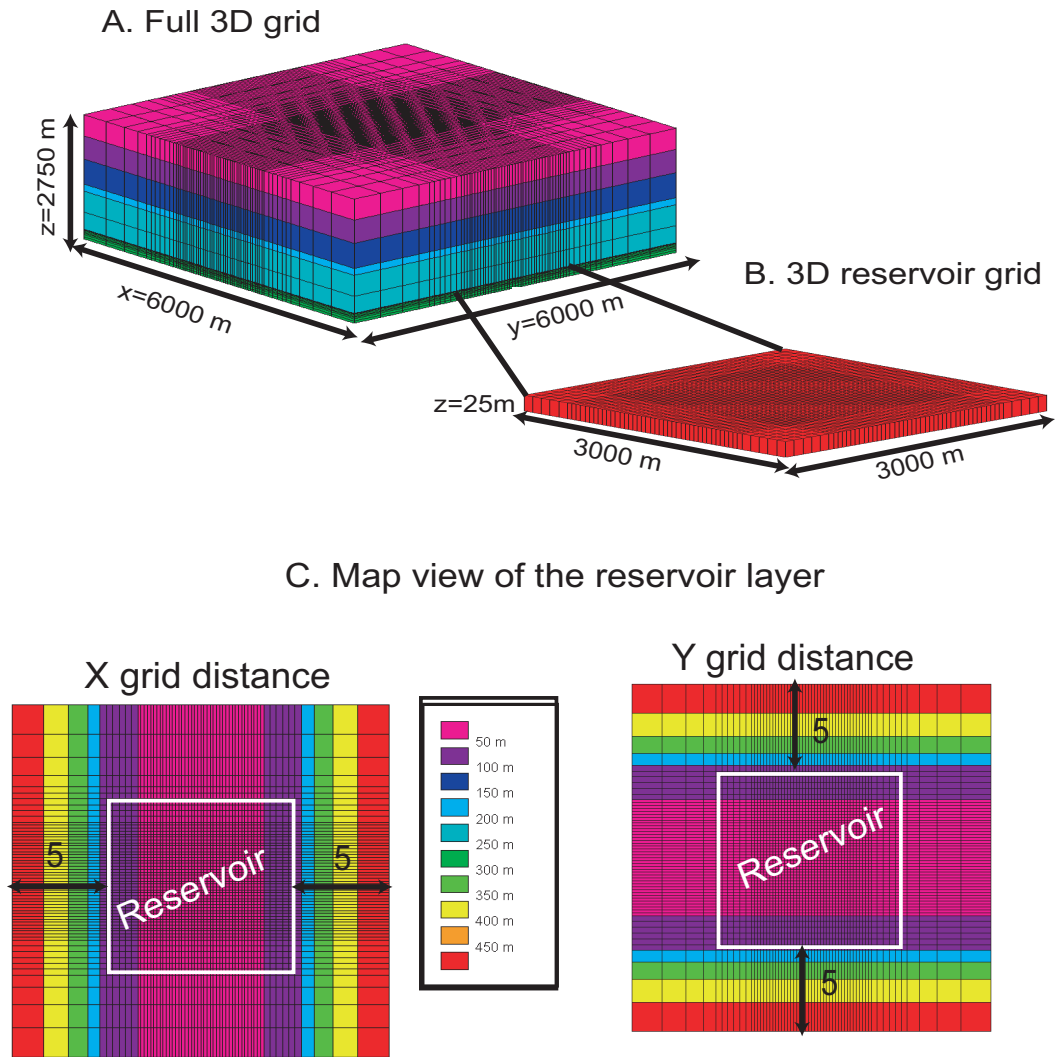 A. Full 3D grid
z=2750 m
x=6000 m
y=6000 m
B. 3D reservoir grid
z=25m
3000 m
3000 m
C. Map view of the reservoir layer
X grid distance
Y grid distance
5
5
Reservoir
50 m
100 m
150 m
200 m
250 m
300 m
350 m
400 m
450 m
5
Reservoir
5